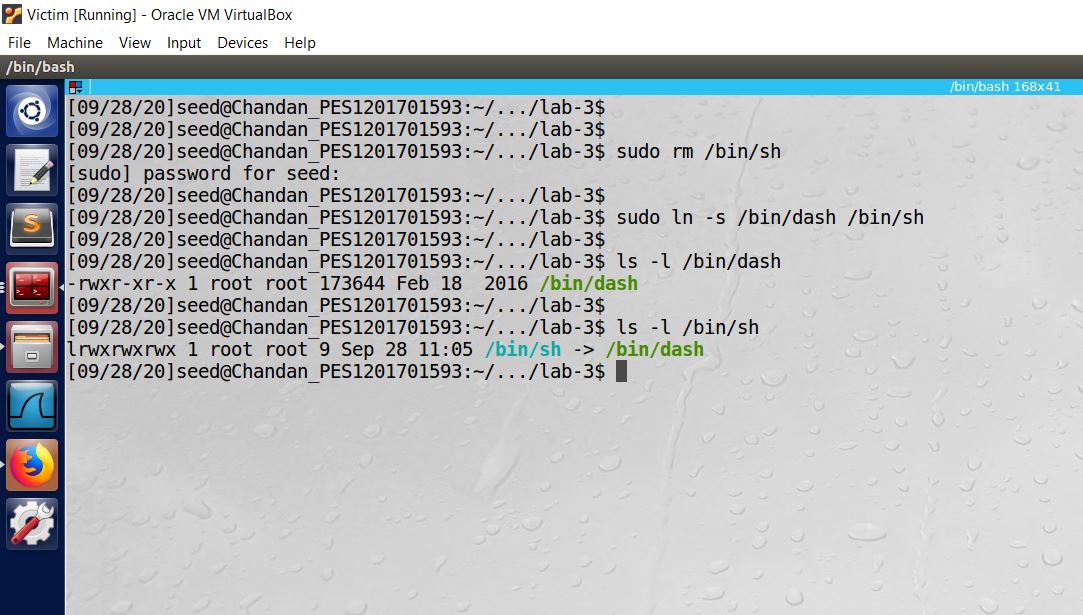 Victim [Running] - Oracle VM VirtualBox
File Machine View Input Devices Help
/bin/bash
/bin/bash 168x41
[09/28/20]seed@Chandan_PES1201701593:~/.../lab-3$
[09/28/20]seed@Chandan_PES1201701593:~/.../lab-3$
[09/28/20]seed@Chandan_PES1201701593:~/.../lab-3$ sudo rm /bin/sh
[sudo] password for seed:
[09/28/20]seed@Chandan_PES1201701593:~/.../lab-3$
[09/28/20]seed@Chandan_PES1201701593:~/.../lab-3$ sudo ln -s /bin/dash /bin/sh
[09/28/20]seed@Chandan_PES1201701593:~/.../lab-3$
[09/28/20]seed@Chandan_PES1201701593:~/.../lab-3$ ls -l /bin/dash
-rwxr-xr-x 1 root root 173644 Feb 18  2016 /bin/dash
[09/28/20]seed@Chandan_PES1201701593:~/.../lab-3$
[09/28/20]seed@Chandan_PES1201701593:~/.../lab-3$ ls -l /bin/sh
lrwxrwxrwx 1 root root 9 Sep 28 11:05 /bin/sh -> /bin/dash
[09/28/20]seed@Chandan_PES1201701593:~/.../lab-3$